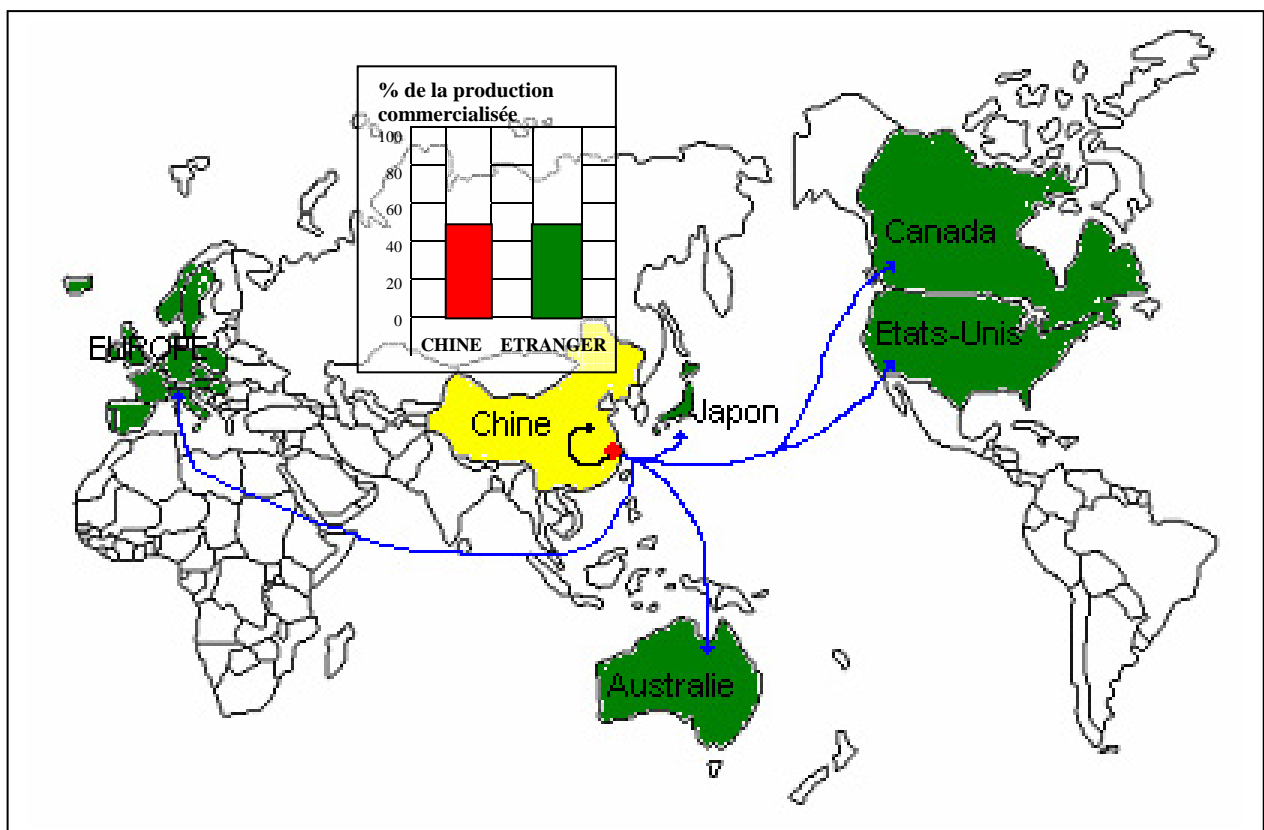 % de la production
commercialisée
100
80
60
40
20
0
CHINE ETRANGER
Canada
Etats-Unis
EUROPE
Japon
Chine
Australie